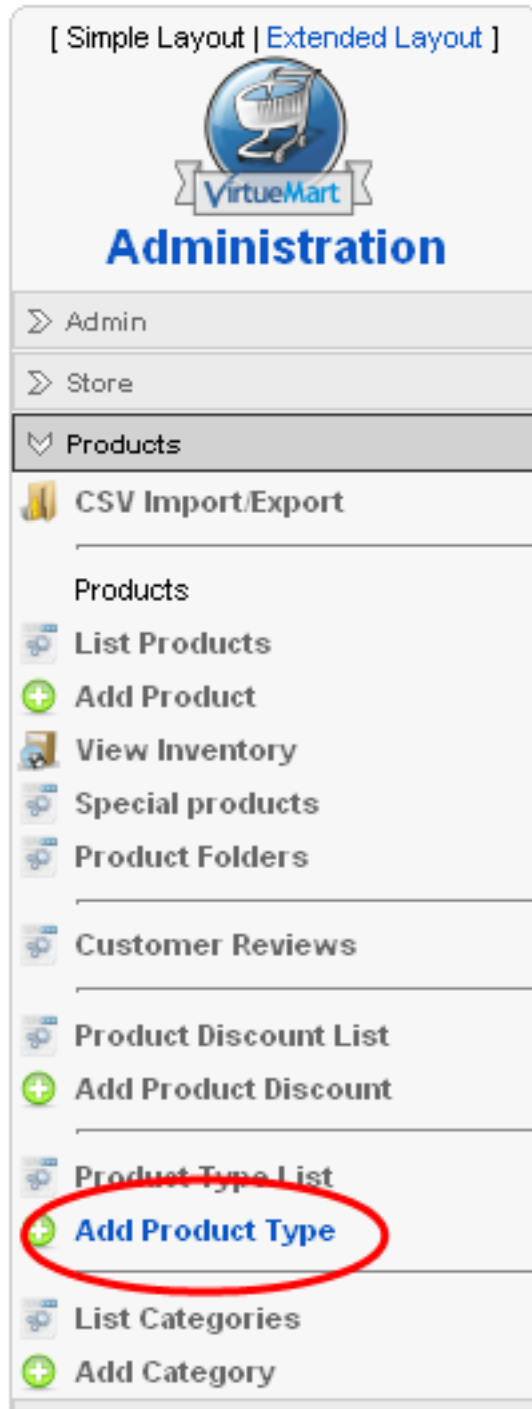 [ Simple Layout | Extended Layout ]
VirtueMart
Administration
Admin
Store
Products
CSV Import/Export
Products
List Products
Add Product
View Inventory
Special products
Product Folders
Customer Reviews
Product Discount List
Add Product Discount
Product Type List
Add Product Type
List Categories
Add Category